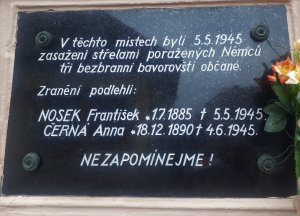 V těchto místech byli 5.5.1945
zasaženi střelami poražených Němců
tři bezbranní bavorovští občané.
Zranění podlehli:
NOSEK František *1.7.1885 † 5.5.1945.
ČERNÁ Anna *18.12.1890 † 4.6.1945.
NEZAPOMÍNEJME !